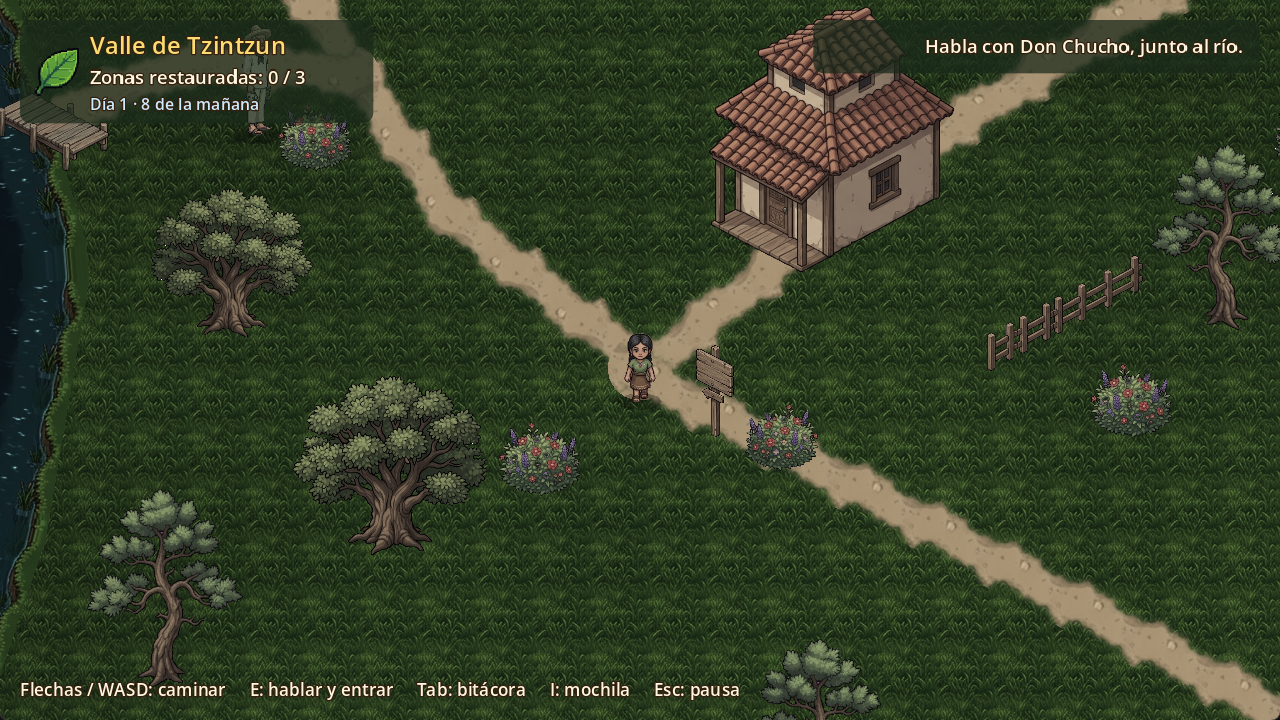 Valle de Tzintzun
Zonas restauradas: 0 / 3
Día 1 · 8 de la mañana
Habla con Don Chucho, junto al río.
Flechas / WASD: caminar E: hablar y entrar Tab: bitácora I: mochila Esc: pausa